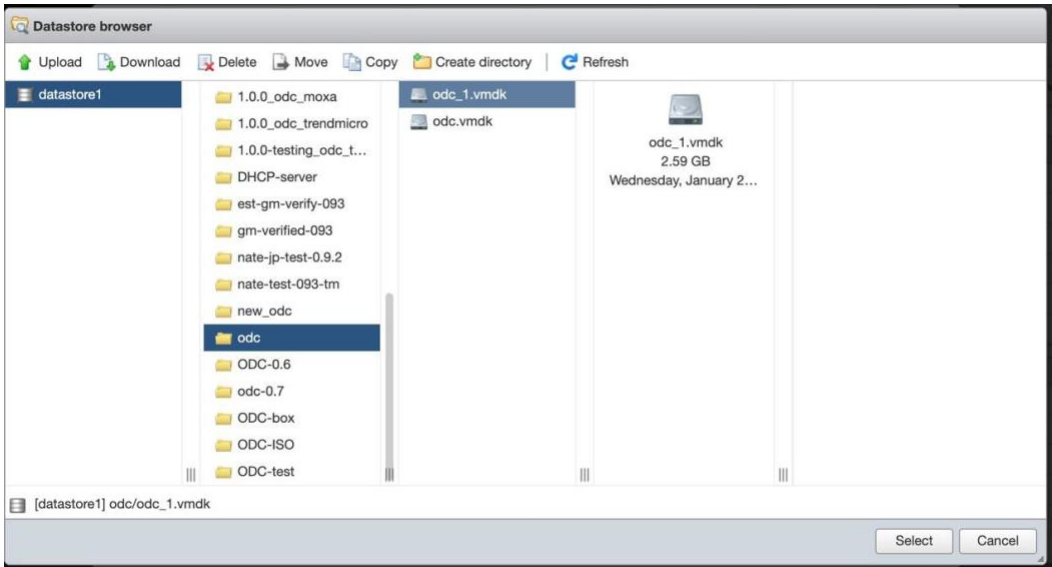 Datastore browser
Upload Download Delete Move Copy Create directory Refresh
datastore1
1.0.0_odc_moxa
1.0.0_odc_trendmicro
1.0.0-testing_odc_t...
DHCP-server
est-gm-verify-093
gm-verified-093
nate-jp-test-0.9.2
nate-test-093-tm
new_odc
odc
ODC-0.6
odc-0.7
ODC-box
ODC-ISO
ODC-test
odc_1.vmdk
odc.vmdk
odc_1.vmdk
2.59 GB
Wednesday, January 2...
[datastore1] odc/odc_1.vmdk
Select Cancel